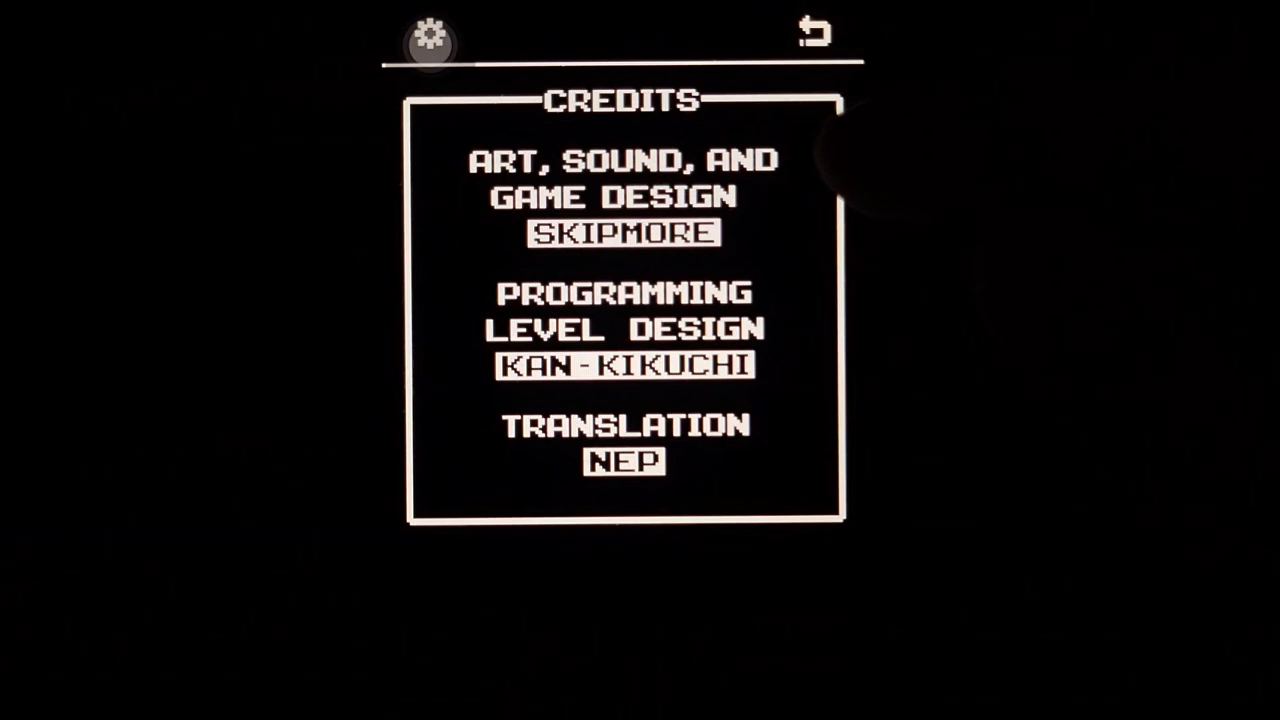 CREDITS
ART, SOUND, AND
GAME DESIGN
SKIPMORE
PROGRAMMING
LEVEL DESIGN
KAN-KIKUCHI
TRANSLATION
NEP